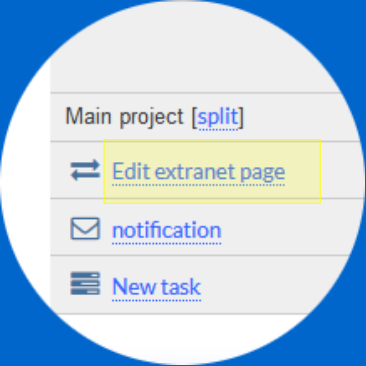 Main project [split]
Edit extranet page
notification
New task